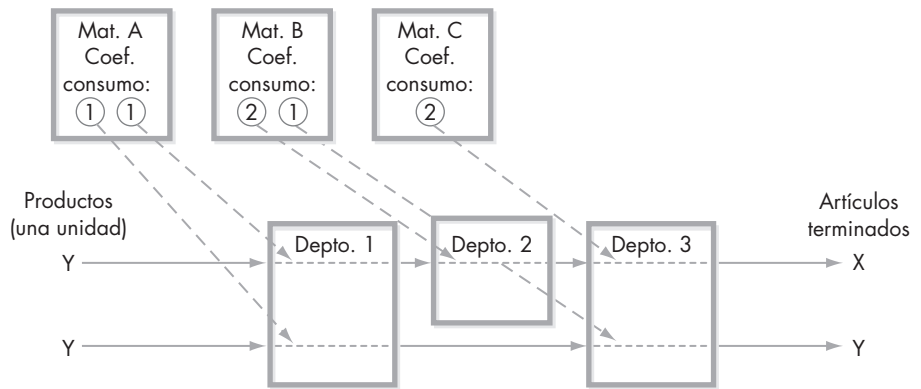 Mat. A
Coef.
consumo:
1 1
Mat. B
Coef.
consumo:
2 1
Mat. C
Coef.
consumo:
2
Productos
(una unidad)
Artículos
terminados
Depto. 1
Depto. 2
Depto. 3
Y
X
Y
Y